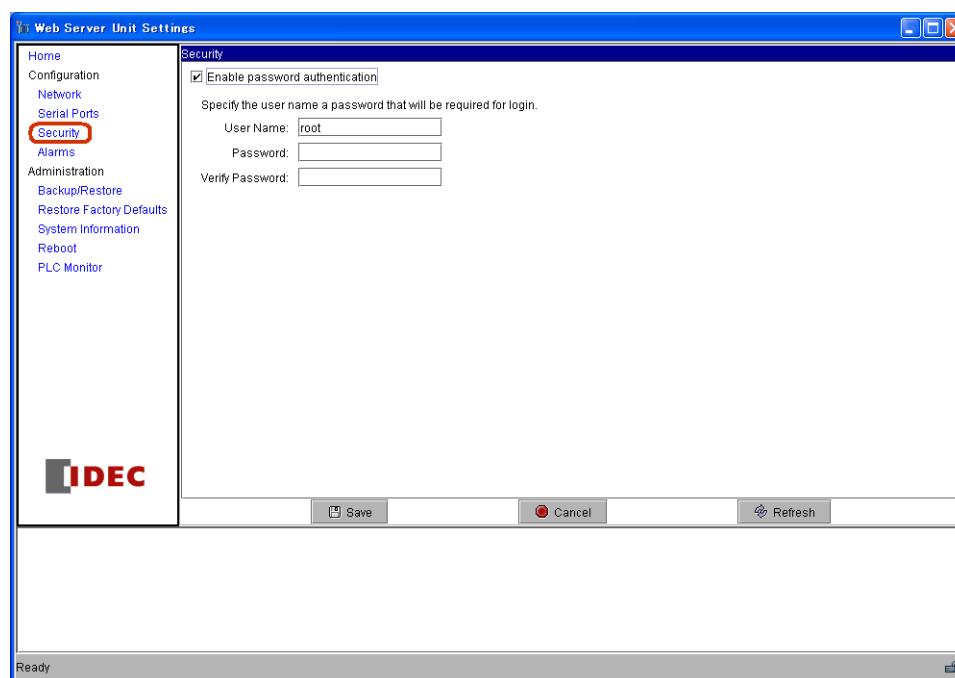 Web Server Unit Settings
Home
Configuration
Network
Serial Ports
Security
Alarms
Administration
Backup/Restore
Restore Factory Defaults
System Information
Reboot
PLC Monitor
IDEC
Security
Enable password authentication
Specify the user name a password that will be required for login.
User Name: root
Password:
Verify Password:
Save Cancel Refresh
Ready